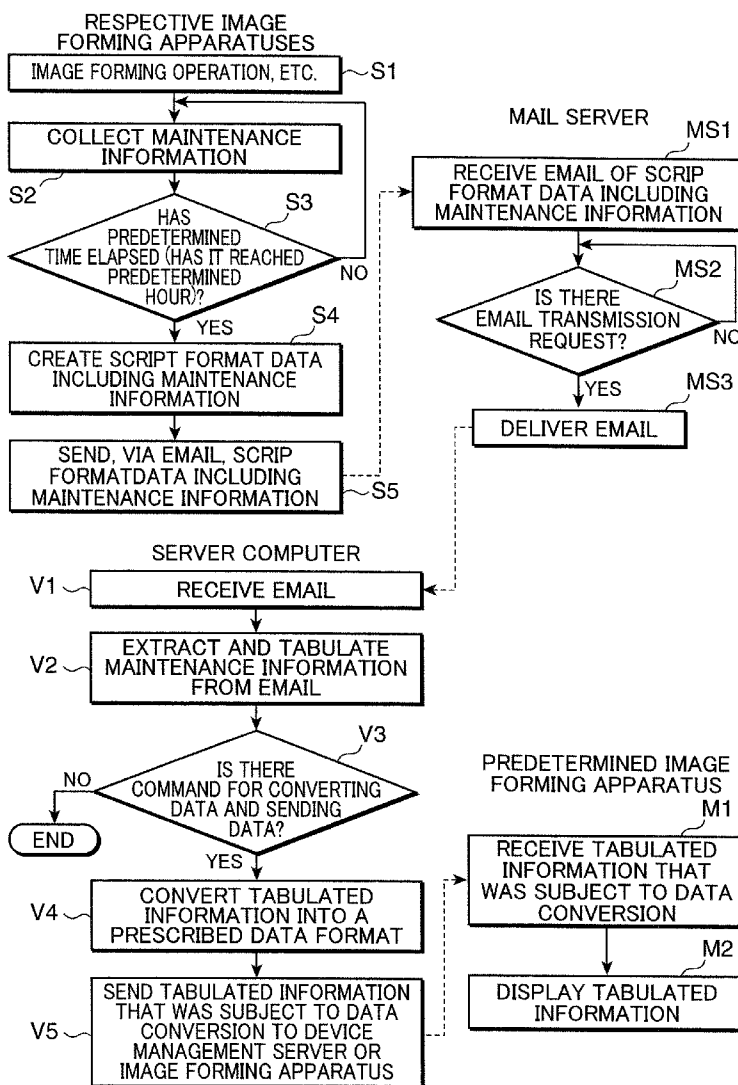 RESPECTIVE IMAGE
FORMING APPARATUSES
IMAGE FORMING OPERATION, ETC.
S1
COLLECT MAINTENANCE
INFORMATION
S2
HAS
PREDETERMINED
TIME ELAPSED (HAS IT REACHED
PREDETERMINED
HOUR)?
S3
NO
YES
S4
CREATE SCRIPT FORMAT DATA
INCLUDING MAINTENANCE
INFORMATION
SEND, VIA EMAIL, SCRIP
FORMATDATA INCLUDING
MAINTENANCE INFORMATION
S5
MAIL SERVER
MS1
RECEIVE EMAIL OF SCRIP
FORMAT DATA INCLUDING
MAINTENANCE INFORMATION
MS2
IS THERE
EMAIL TRANSMISSION
REQUEST?
NO
YES
MS3
DELIVER EMAIL
SERVER COMPUTER
V1
RECEIVE EMAIL
V2
EXTRACT AND TABULATE
MAINTENANCE INFORMATION
FROM EMAIL
V3
IS THERE
COMMAND FOR CONVERTING
DATA AND SENDING
DATA?
NO
END
YES
V4
CONVERT TABULATED
INFORMATION INTO A
PRESCRIBED DATA FORMAT
V5
SEND TABULATED INFORMATION
THAT WAS SUBJECT TO DATA
CONVERSION TO DEVICE
MANAGEMENT SERVER OR
IMAGE FORMING APPARATUS
PREDETERMINED IMAGE
FORMING APPARATUS
M1
RECEIVE TABULATED
INFORMATION THAT
WAS SUBJECT TO DATA
CONVERSION
M2
DISPLAY TABULATED
INFORMATION